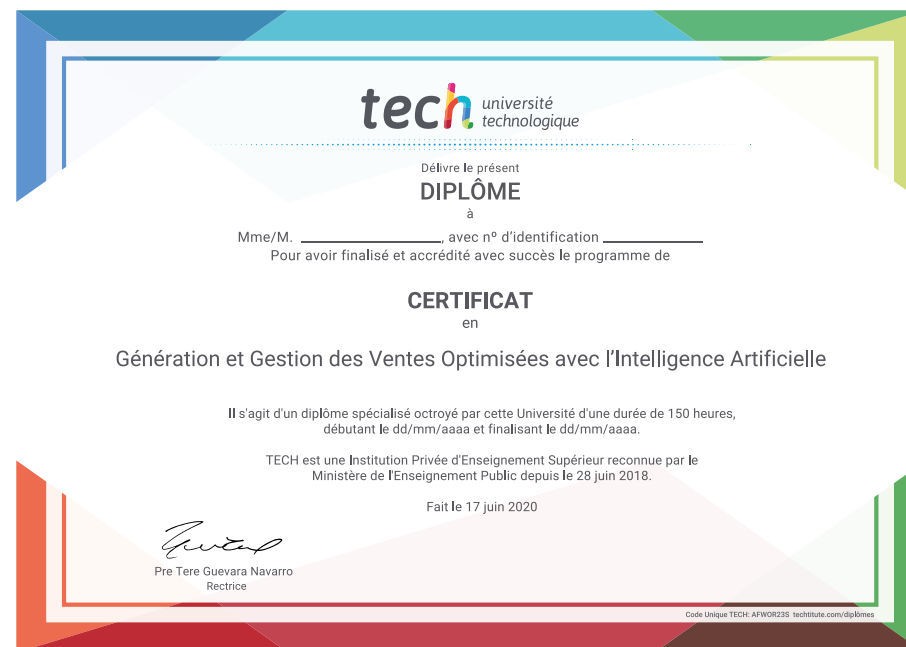 tech université
technologique
Délivre le présent
DIPLÔME
à
Mme/M. ____________________, avec nº d'identification ______________
Pour avoir finalisé et accrédité avec succès le programme de
CERTIFICAT
en
Génération et Gestion des Ventes Optimisées avec l'Intelligence Artificielle
Il s'agit d'un diplôme spécialisé octroyé par cette Université d'une durée de 150 heures,
débutant le dd/mm/aaaa et finalisant le dd/mm/aaaa.
TECH est une Institution Privée d'Enseignement Supérieur reconnue par le
Ministère de l'Enseignement Public depuis le 28 juin 2018.
Fait le 17 juin 2020
Pre Tere Guevara Navarro
Rectrice
Code Unique TECH: AFWOR23S techtitute.com/diplômes